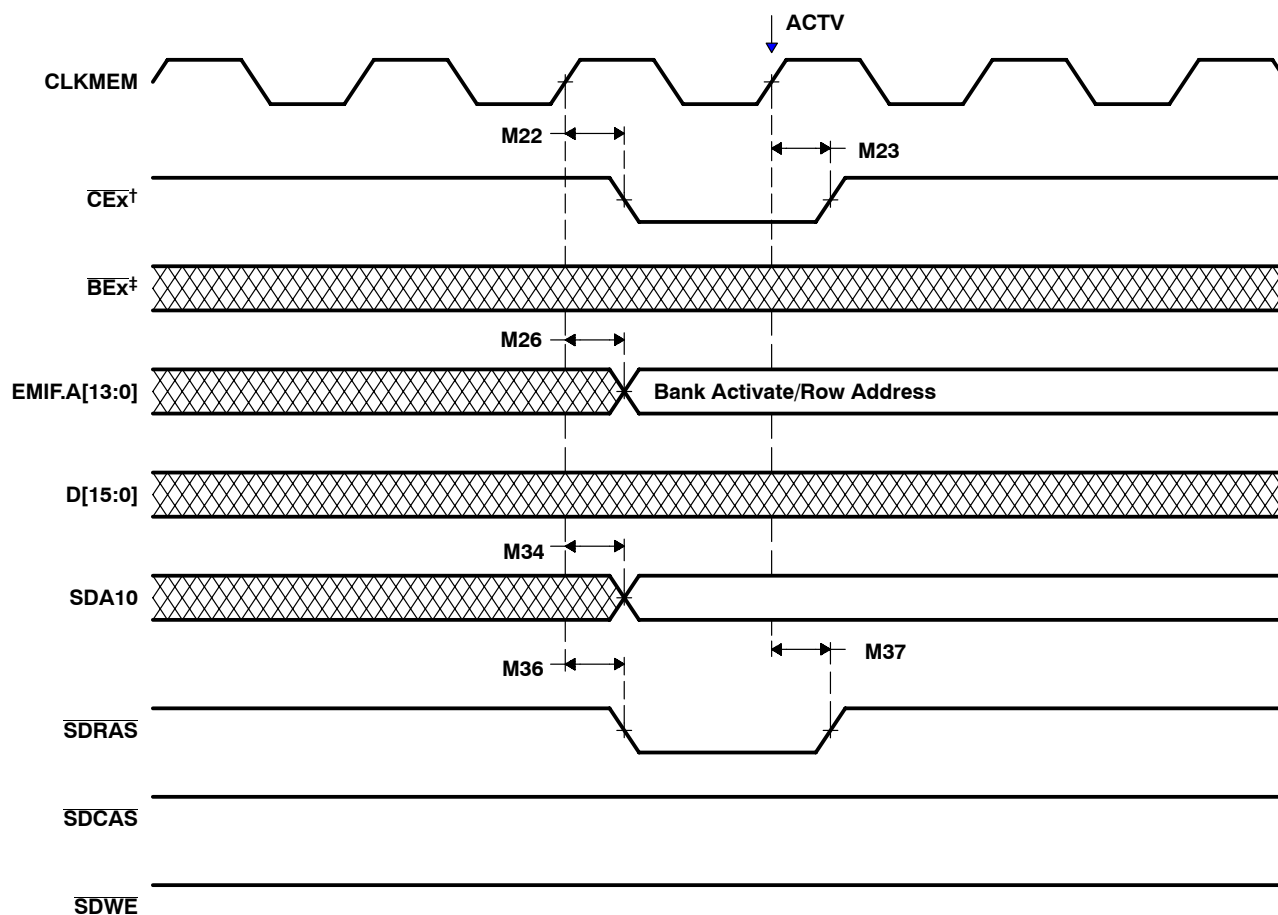 ACTV
CLKMEM
M22
M23
CEx†
BEx‡
M26
EMIF.A[13:0]
Bank Activate/Row Address
D[15:0]
M34
SDA10
M37
M36
SDRAS
SDCAS
SDWE